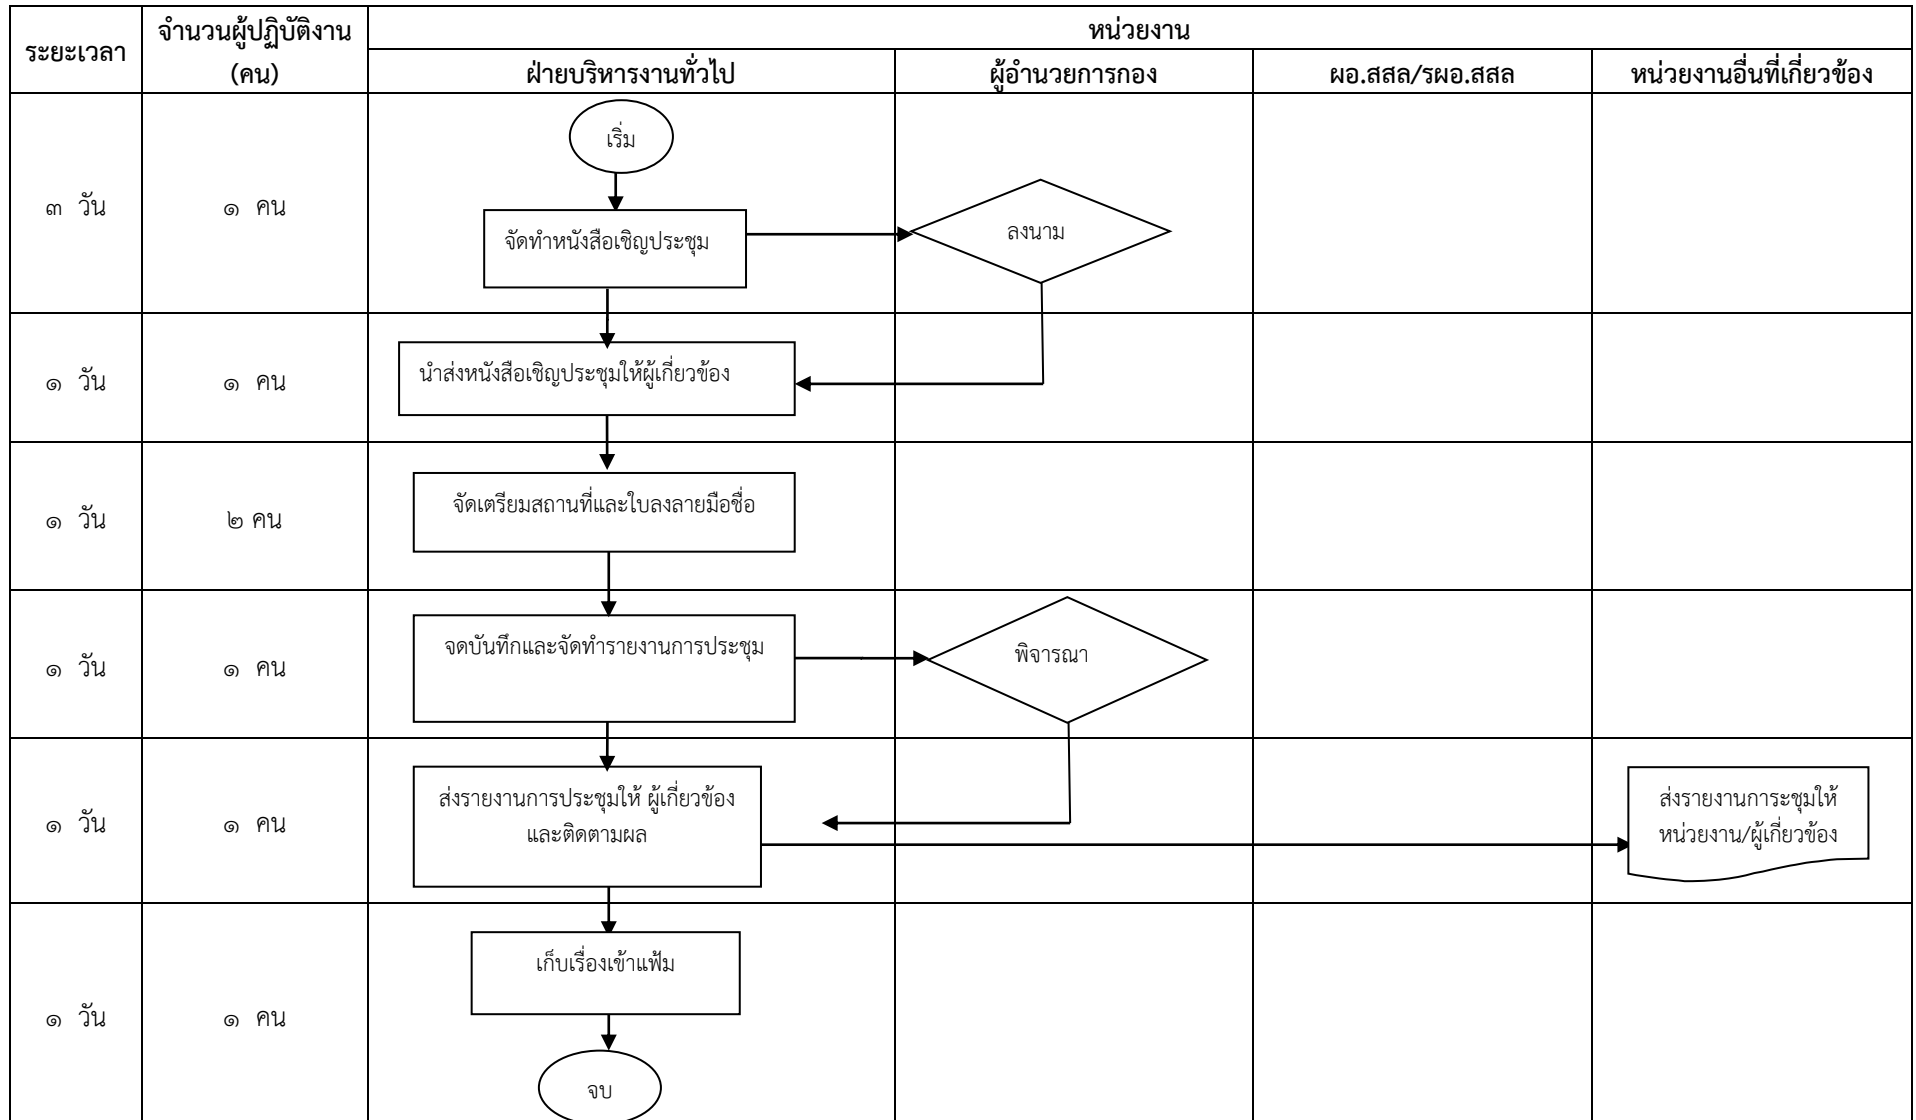 ระยะเวลา
จำนวนผู้ปฏิบัติงาน
(คน)
หน่วยงาน
ฝ่ายบริหารงานทั่วไป
ผู้อำนวยการกอง
ผอ.สสล/รผอ.สสล
หน่วยงานอื่นที่เกี่ยวข้อง
เริ่ม
๓ วัน
๑ คน
จัดทำหนังสือเชิญประชุม
ลงนาม
๑ วัน
๑ คน
นำส่งหนังสือเชิญประชุมให้ผู้เกี่ยวข้อง
๑ วัน
๒ คน
จัดเตรียมสถานที่และใบลงลายมือชื่อ
๑ วัน
๑ คน
จดบันทึกและจัดทำรายงานการประชุม
พิจารณา
๑ วัน
๑ คน
ส่งรายงานการประชุมให้ ผู้เกี่ยวข้อง
และติดตามผล
ส่งรายงานการะชุมให้
หน่วยงาน/ผู้เกี่ยวข้อง
๑ วัน
๑ คน
เก็บเรื่องเข้าแฟ้ม
จบ